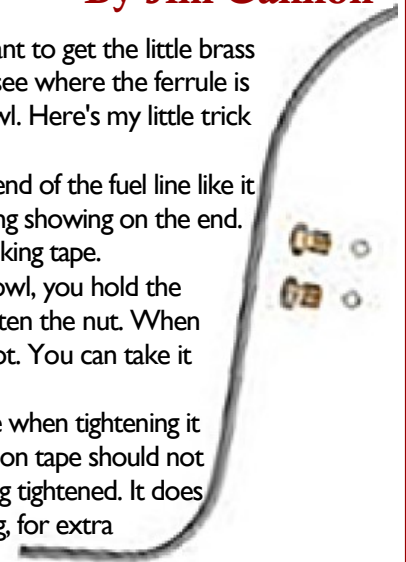 By Jim Cannon
ant to get the little brass
see where the ferrule is
wl. Here's my little trick
end of the fuel line like it
ng showing on the end.
king tape.
owl, you hold the
ten the nut. When
ot. You can take it
e when tightening it
on tape should not
g tightened. It does
g, for extra